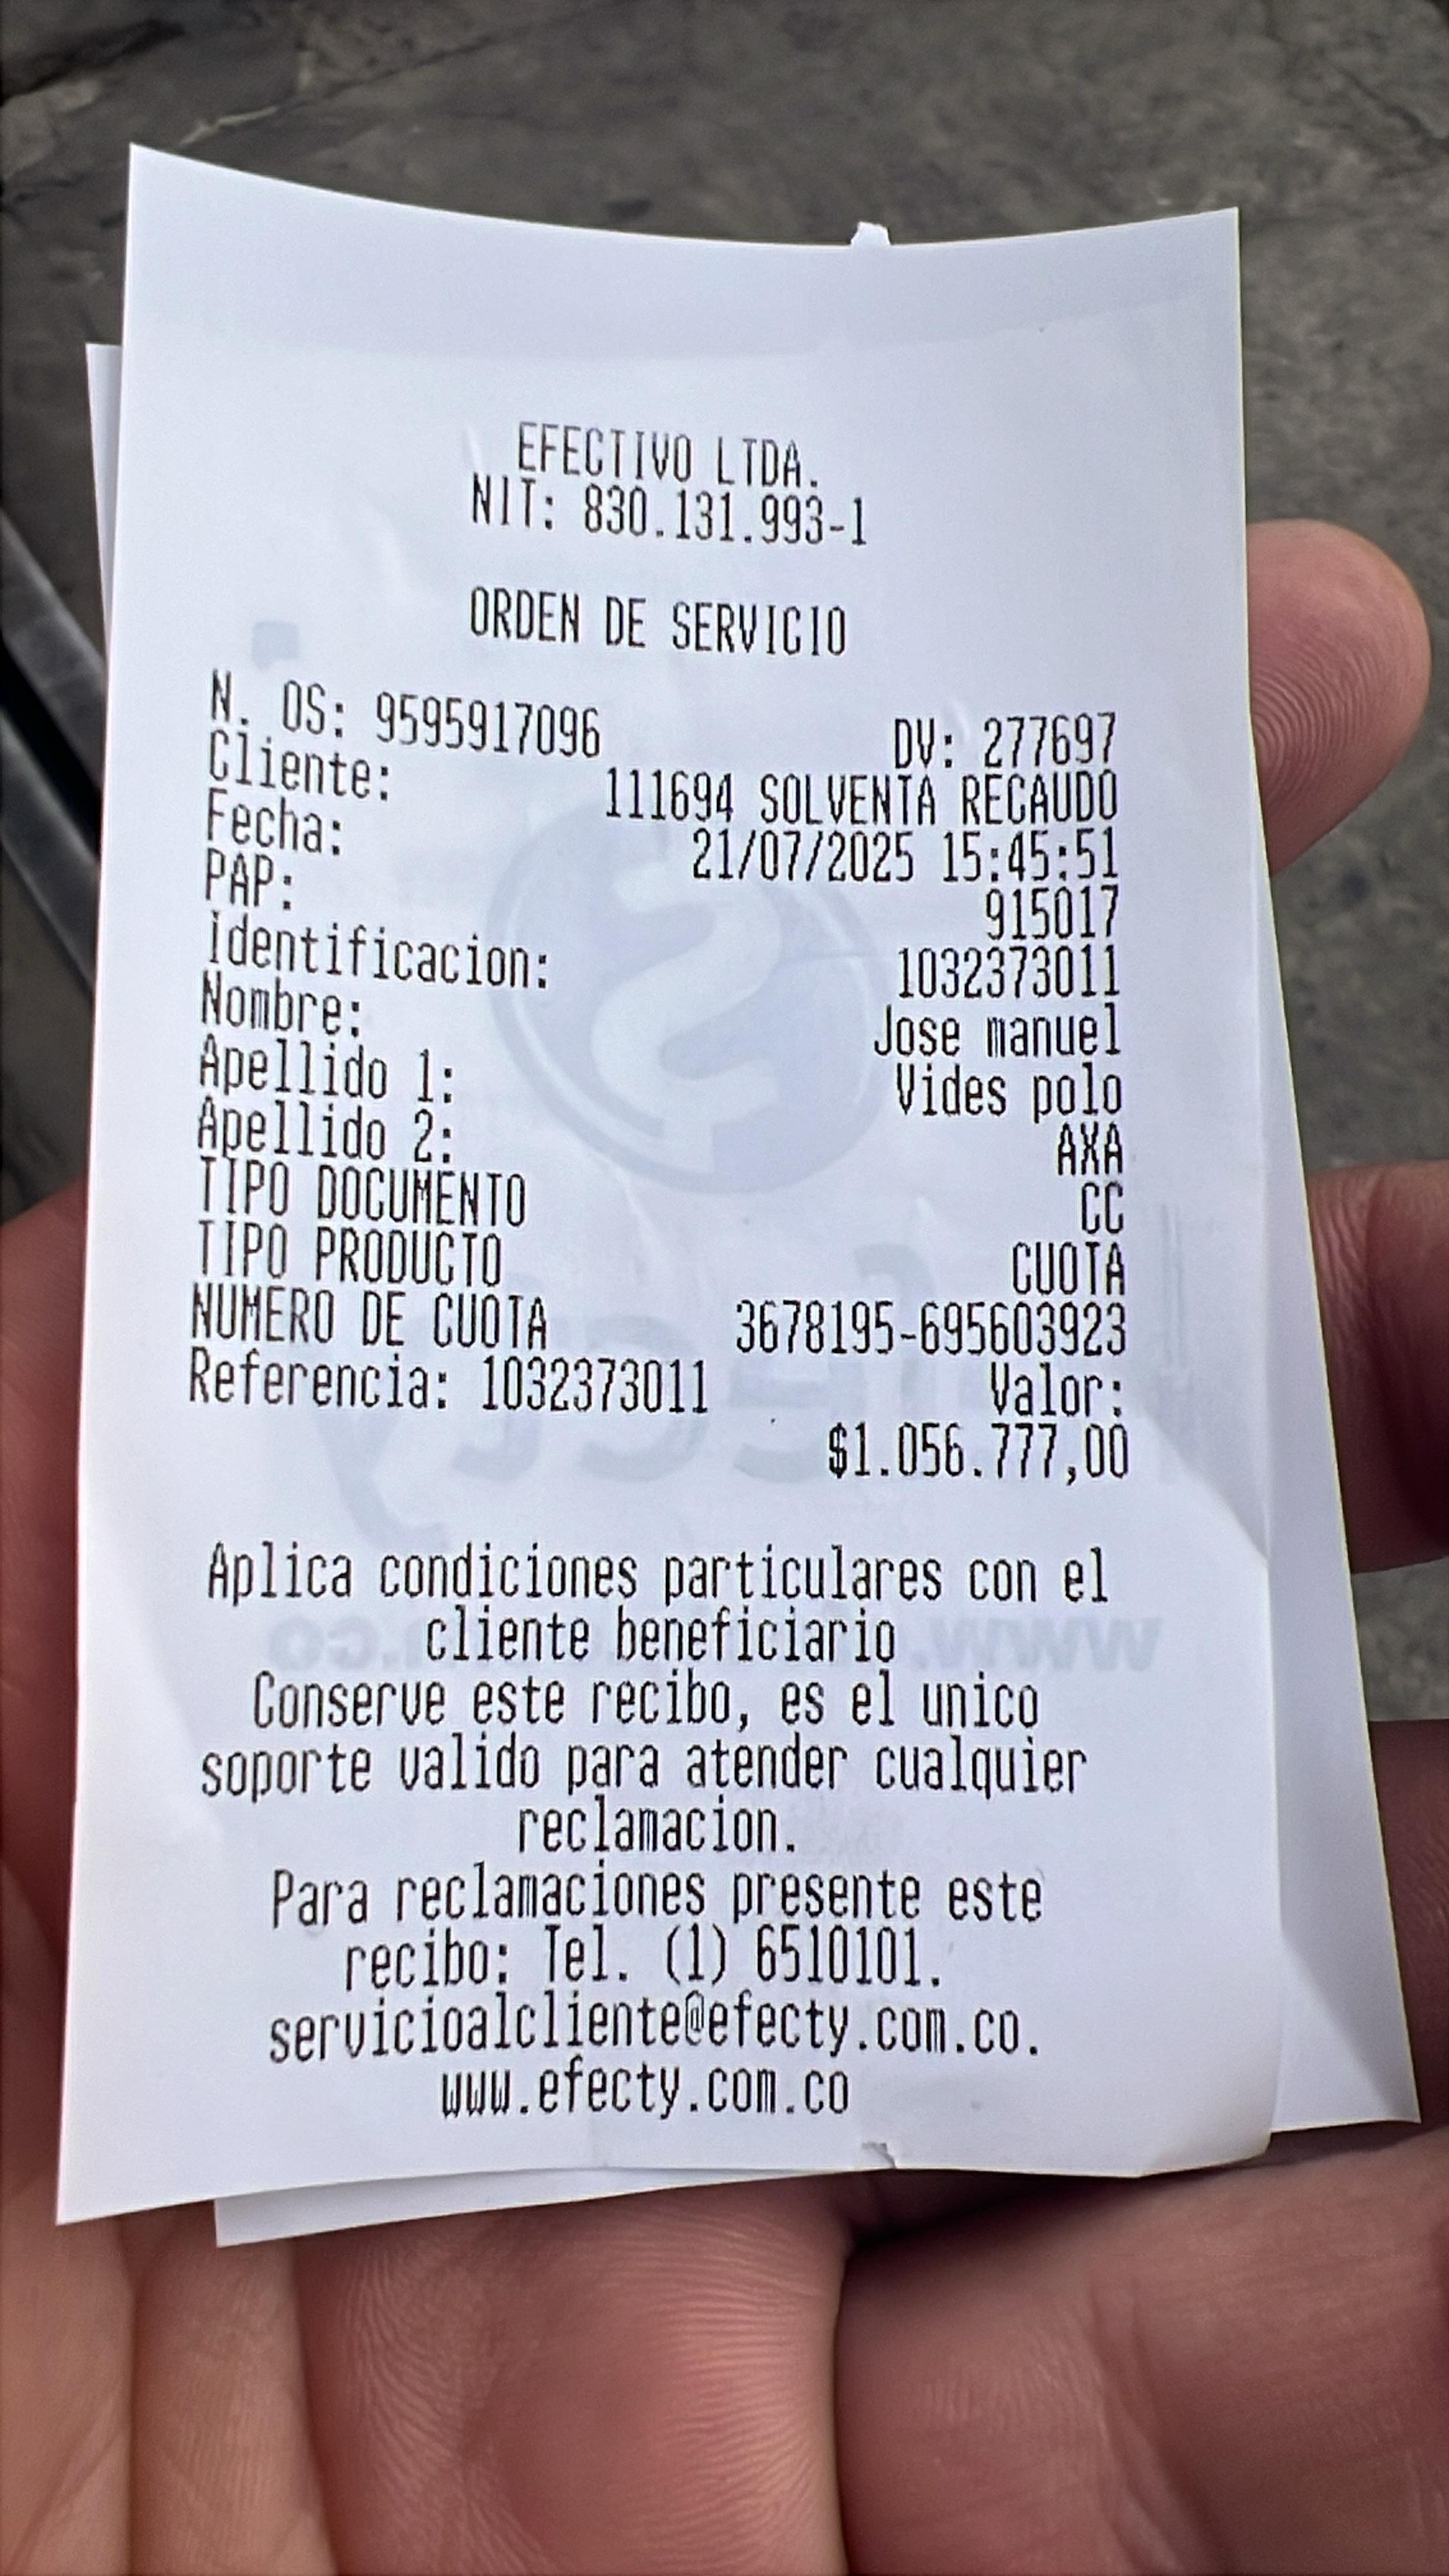 EFECTIVO LTDA.
NIT: 830.131.993-1
ORDEN DE SERVICIO
N. OS: 9595917096 DV: 277697
Cliente: 111694 SOLVENTA RECAUDO
Fecha: 21/07/2025 15:45:51
PAP: 915017
Identificacion: 1032373011
Nombre: Jose manuel
Apellido 1: Vides polo
Apellido 2: AXA
TIPO DOCUMENTO CC
TIPO PRODUCTO CUOTA
NUMERO DE CUOTA 3678195-695603923
Referencia: 1032373011 Valor:
$1.056.777,00
Aplica condiciones particulares con el
cliente beneficiario
Conserve este recibo, es el unico
soporte valido para atender cualquier
reclamacion.
Para reclamaciones presente este
recibo: Tel. (1) 6510101.
servicioalcliente@efecty.com.co.
www.efecty.com.co